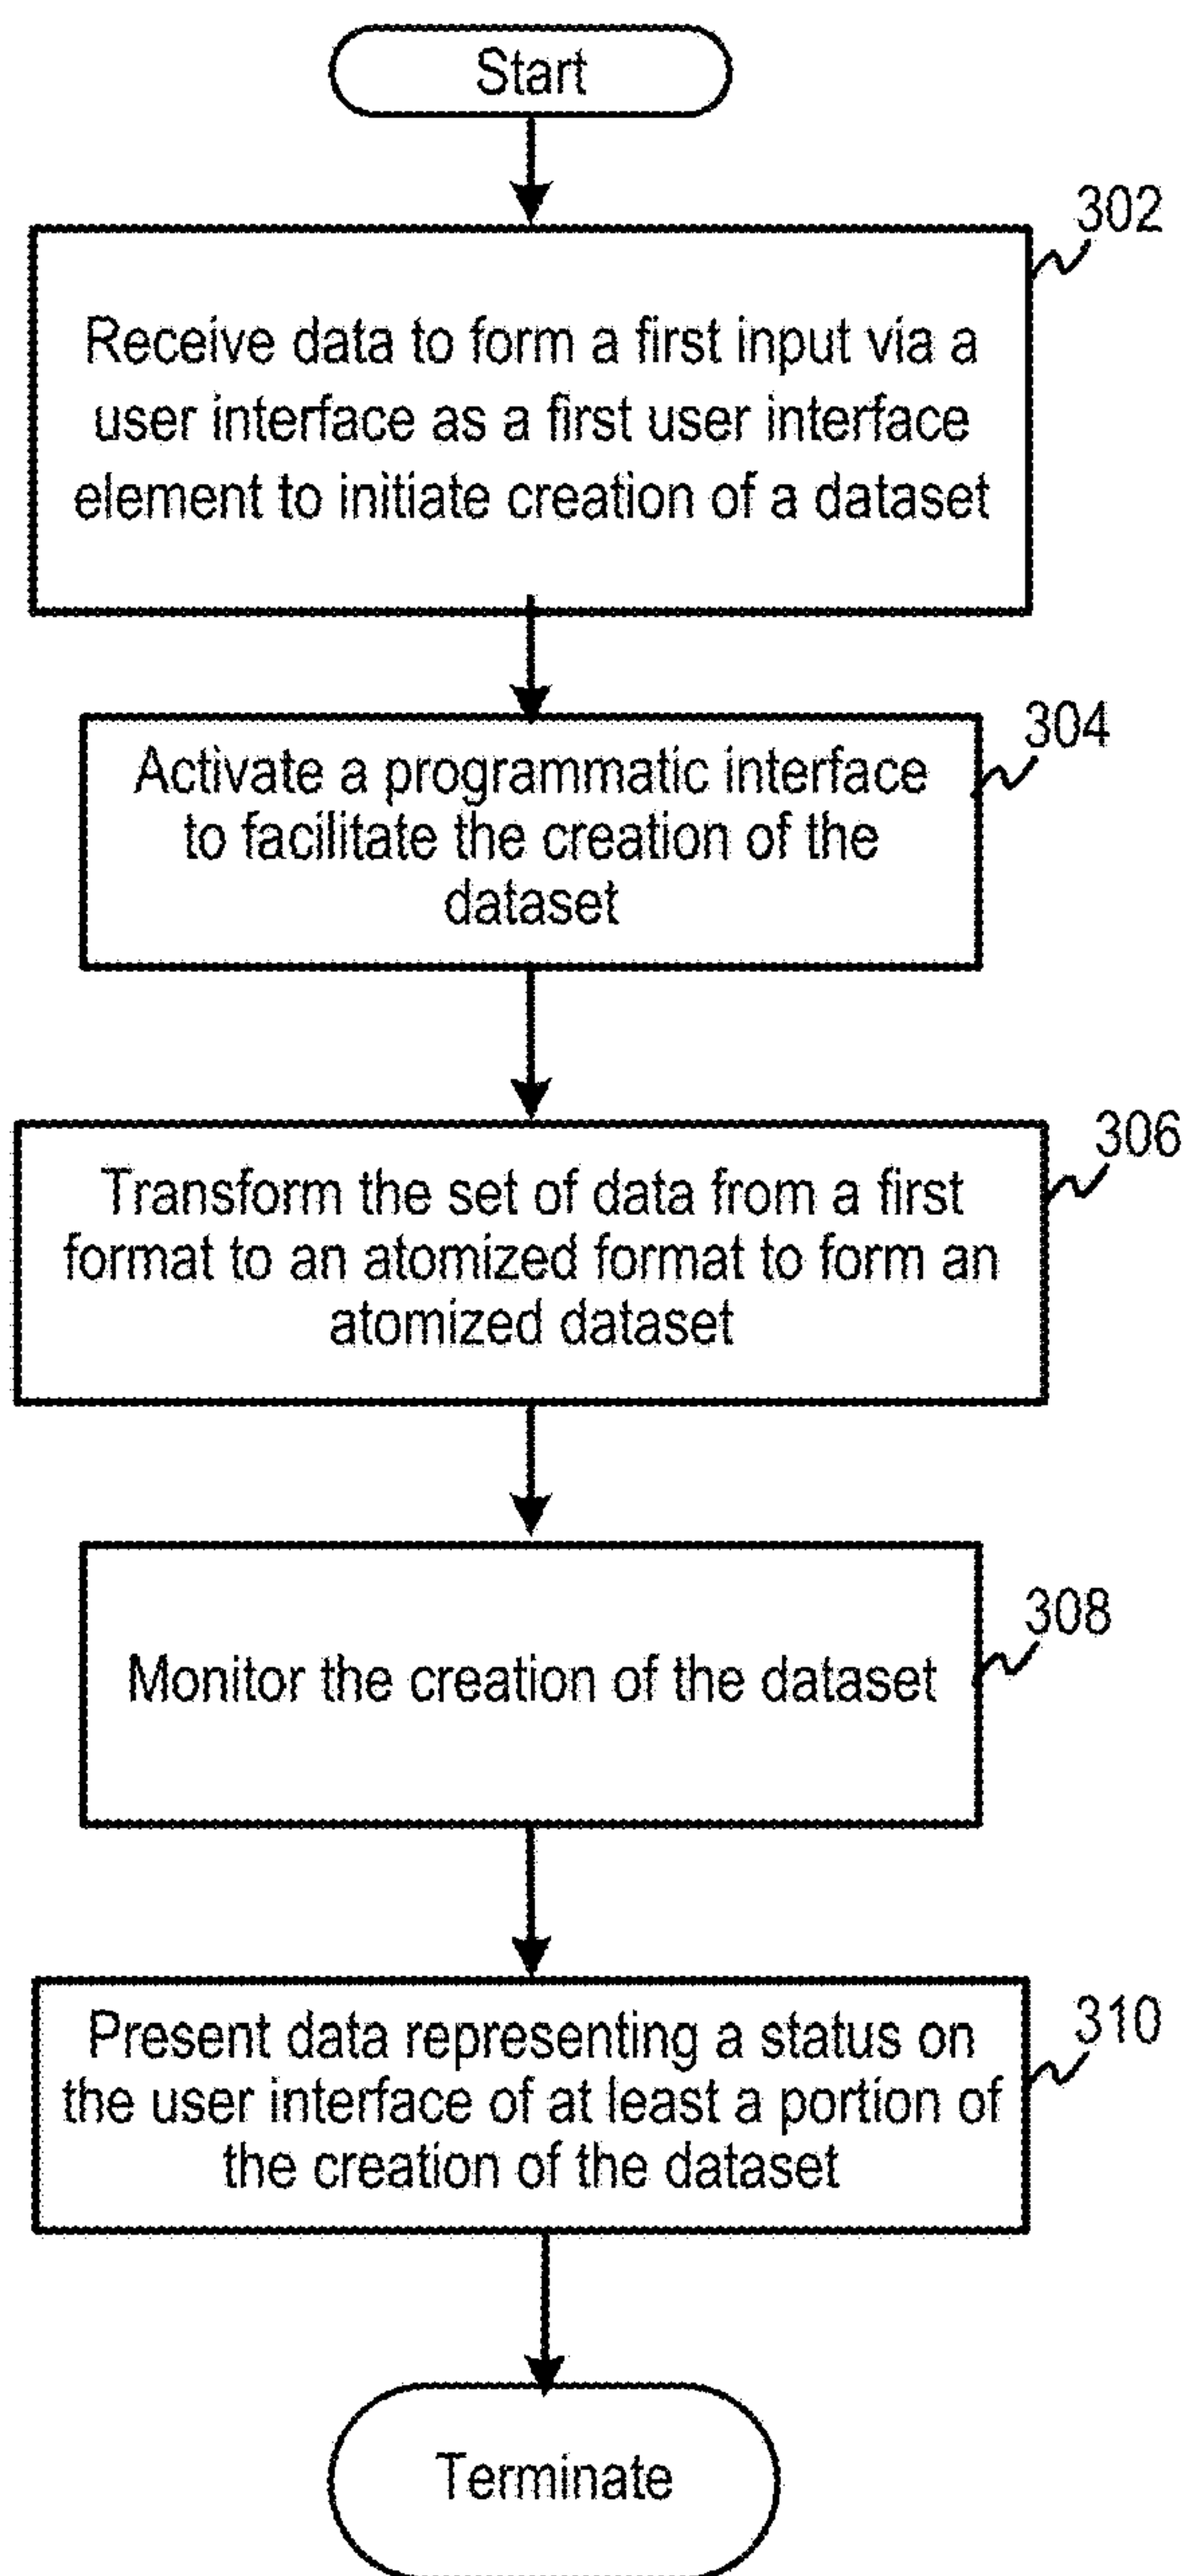 Start
302
Receive data to form a first input via a
user interface as a first user interface
element to initiate creation of a dataset
304
Activate a programmatic interface
to facilitate the creation of the
dataset
306
Transform the set of data from a first
format to an atomized format to form an
atomized dataset
308
Monitor the creation of the dataset
310
Present data representing a status on
the user interface of at least a portion of
the creation of the dataset
Terminate